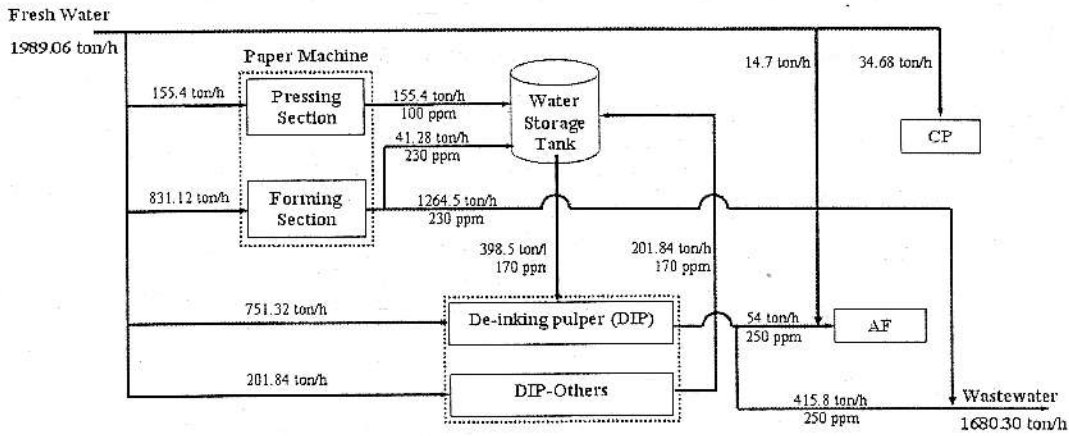 Fresh Water
1989.06 ton/h
Paper Machine
14.7 ton/h
34.68 ton/h
155.4 ton/h
Pressing
Section
155.4 ton/h
100 ppm
Water
Storage
Tank
41.28 ton/h
230 ppm
CP
831.12 ton/h
Forming
Section
1264.5 ton/h
230 ppm
398.5 ton/l
170 ppn
201.84 ton/h
170 ppm
751.32 ton/h
De-inking pulper (DIP)
54 ton/h
250 ppm
AF
201.84 ton/h
DIP-Others
415.8 ton/h
250 ppm
Wastewater
1680.30 ton/h